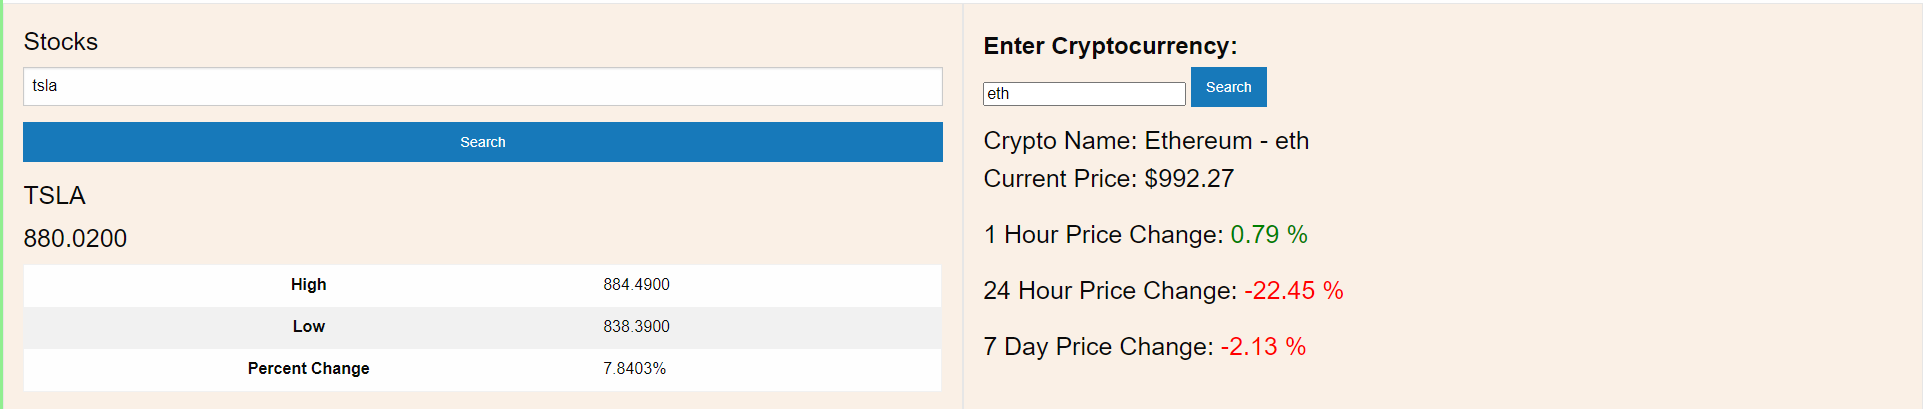 Stocks
tsla
Search
TSLA
880.0200
High 884.4900
Low 838.3900
Percent Change 7.8403%
Enter Cryptocurrency:
eth Search
Crypto Name: Ethereum - eth
Current Price: $992.27
1 Hour Price Change: 0.79 %
24 Hour Price Change: -22.45 %
7 Day Price Change: -2.13 %